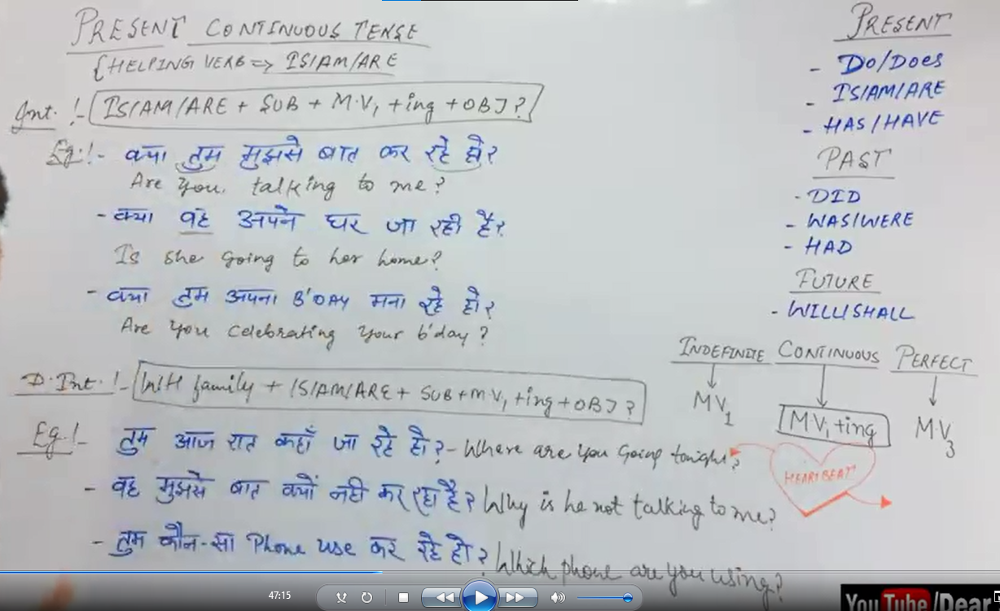 PRESENT CONTINUOUS TENSE
{HELPING VERB => IS/AM/ARE
Int. :- IS/AM/ARE + SUB + M.V1 + ing + OBJ ?
Eg:- क्या तुम मुझसे बात कर रहे हो?
Are you talking to me?
- क्या वह अपने घर जा रही है?
Is she going to her home?
- क्या तुम अपना B'DAY मना रहे हो?
Are you celebrating your b'day?
D. Int. :- W/H family + IS/AM/ARE + SUB + M.V1 + ing + OBJ ?
Eg:- तुम आज रात कहाँ जा रहे हो? - Where are you going tonight?
- वह मुझसे बात क्यों नही कर रहा है? Why is he not talking to me?
- तुम कौन-सा Phone use कर रहे हो? Which phone are you using?
PRESENT
- DO/DOES
- IS/AM/ARE
- HAS/HAVE
PAST
- DID
- WAS/WERE
- HAD
FUTURE
- WILL/SHALL
INDEFINITE CONTINUOUS PERFECT
MV1 MV1+ing MV3
HEARTBEAT
47:15
YouTube/Dear